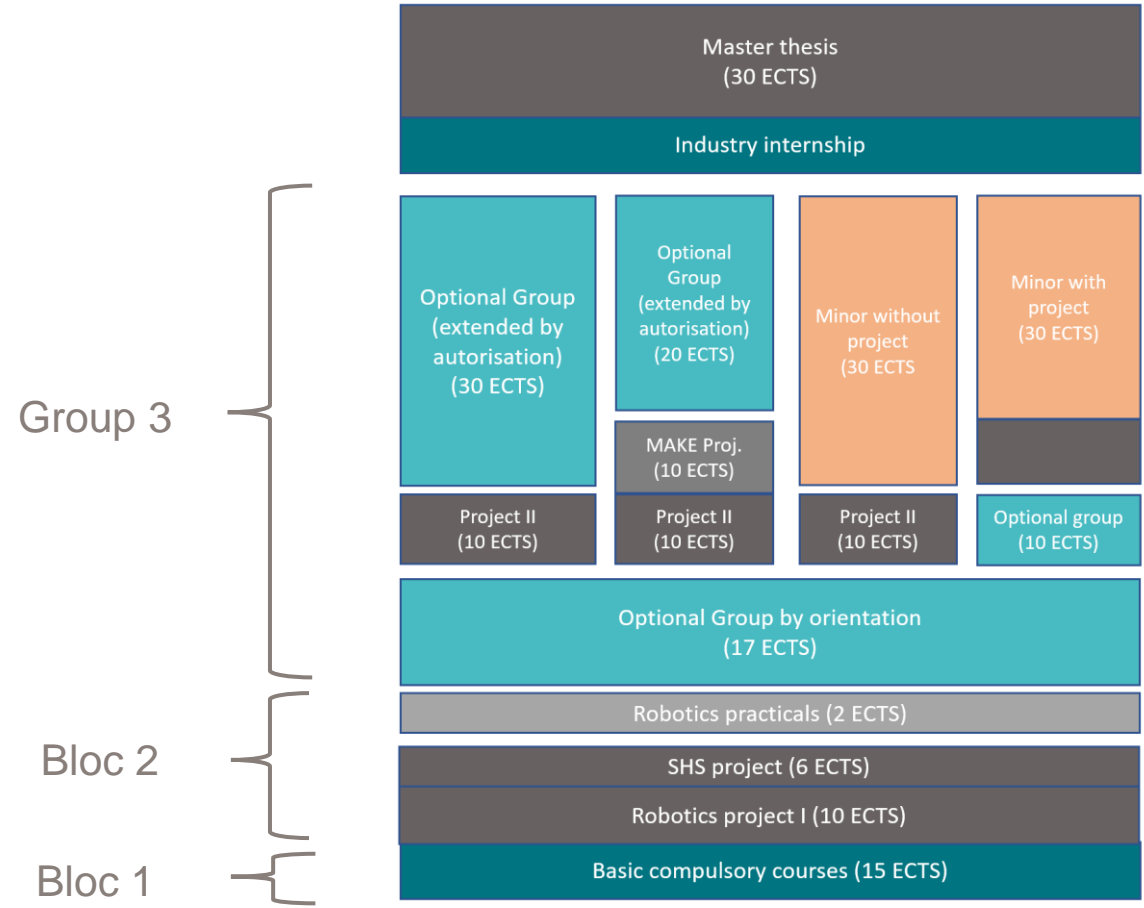 Master thesis
(30 ECTS)
Industry internship
Group 3
Optional Group
(extended by
autorisation)
(30 ECTS)
Project II
(10 ECTS)
Optional
Group
(extended by
autorisation)
(20 ECTS)
MAKE Proj.
(10 ECTS)
Project II
(10 ECTS)
Minor without
project
(30 ECTS
Project II
(10 ECTS)
Minor with
project
(30 ECTS)
Optional group
(10 ECTS)
Optional Group by orientation
(17 ECTS)
Bloc 2
Robotics practicals (2 ECTS)
SHS project (6 ECTS)
Robotics project I (10 ECTS)
Bloc 1
Basic compulsory courses (15 ECTS)